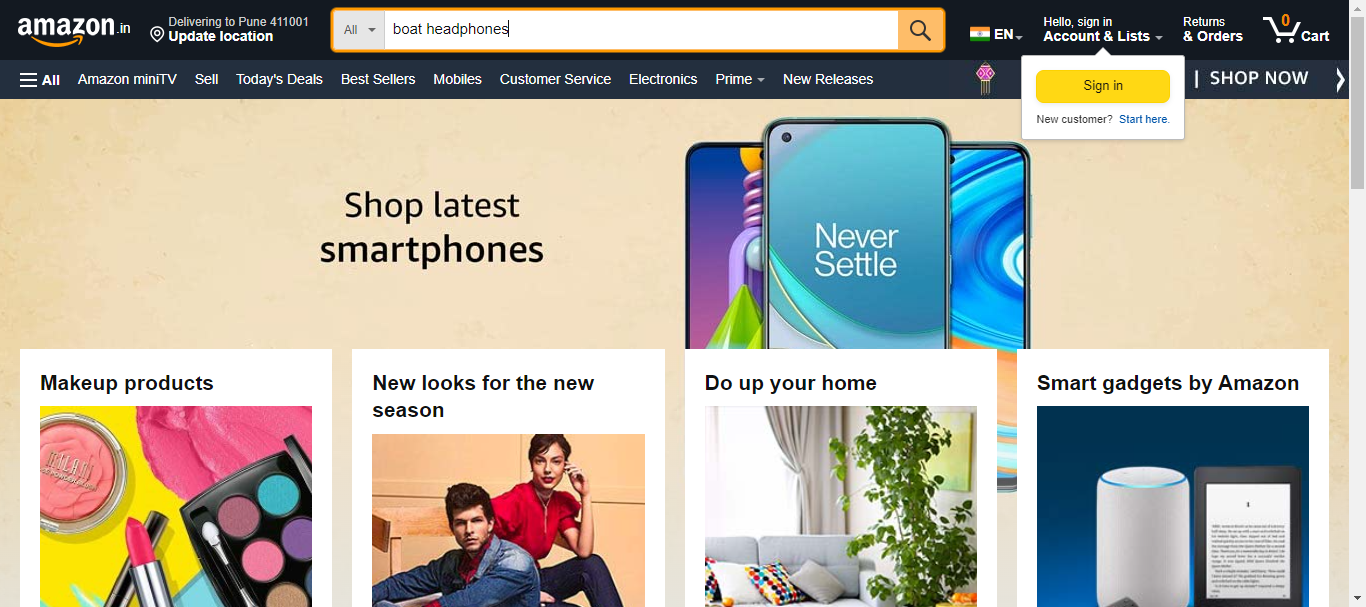 amazon.in
Delivering to Pune 411001
Update location
All
boat headphones
EN
Hello, sign in
Account & Lists
Returns
& Orders
0
Cart
All
Amazon miniTV
Sell
Today's Deals
Best Sellers
Mobiles
Customer Service
Electronics
Prime
New Releases
| SHOP NOW
Sign in
New customer? Start here.
Shop latest
smartphones
Never
Settle
Makeup products
New looks for the new
season
Do up your home
Smart gadgets by Amazon
MILANI